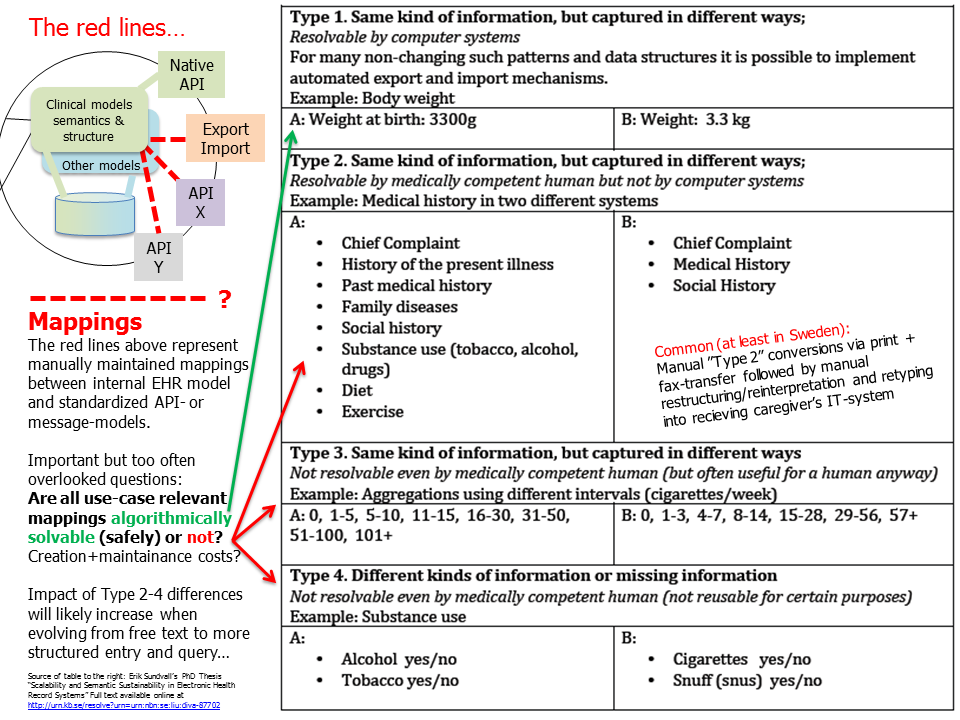 The red lines...
Native
API
Clinical models
semantics &
structure
Export
Import
Other models
API
X
API
Y
?
Mappings
The red lines above represent
manually maintained mappings
between internal EHR model
and standardized API- or
message-models.
Important but too often
overlooked questions:
Are all use-case relevant
mappings algorithmically
solvable (safely) or not?
Creation+maintainance costs?
Impact of Type 2-4 differences
will likely increase when
evolving from free text to more
structured entry and query...
Source of table to the right: Erik Sundvall's PhD Thesis
"Scalability and Semantic Sustainability in Electronic Health
Record Systems" Full text available online at
http://urn.kb.se/resolve?urn=urn:nbn:se:liu:diva-87702
Type 1. Same kind of information, but captured in different ways;
Resolvable by computer systems
For many non-changing such patterns and data structures it is possible to implement
automated export and import mechanisms.
Example: Body weight
A: Weight at birth: 3300g
B: Weight: 3.3 kg
Type 2. Same kind of information, but captured in different ways;
Resolvable by medically competent human but not by computer systems
Example: Medical history in two different systems
A:
• Chief Complaint
• History of the present illness
• Past medical history
• Family diseases
• Social history
• Substance use (tobacco, alcohol,
drugs)
• Diet
• Exercise
B:
• Chief Complaint
• Medical History
• Social History
Common (at least in Sweden):
Manual "Type 2" conversions via print +
fax-transfer followed by manual
restructuring/reinterpretation and retyping
into recieving caregiver's IT-system
Type 3. Same kind of information, but captured in different ways
Not resolvable even by medically competent human (but often useful for a human anyway)
Example: Aggregations using different intervals (cigarettes/week)
A: 0, 1-5, 5-10, 11-15, 16-30, 31-50,
51-100, 101+
B: 0, 1-3, 4-7, 8-14, 15-28, 29-56, 57+
Type 4. Different kinds of information or missing information
Not resolvable even by medically competent human (not reusable for certain purposes)
Example: Substance use
A:
• Alcohol yes/no
• Tobacco yes/no
B:
• Cigarettes yes/no
• Snuff (snus) yes/no